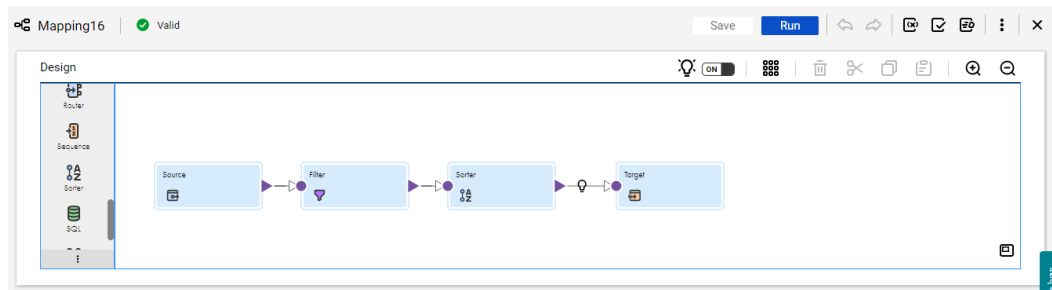 Mapping16
Valid
Save
Run
Design
ON
Router
Sequence
Sorter
SQL
Source
Filter
Sorter
Target